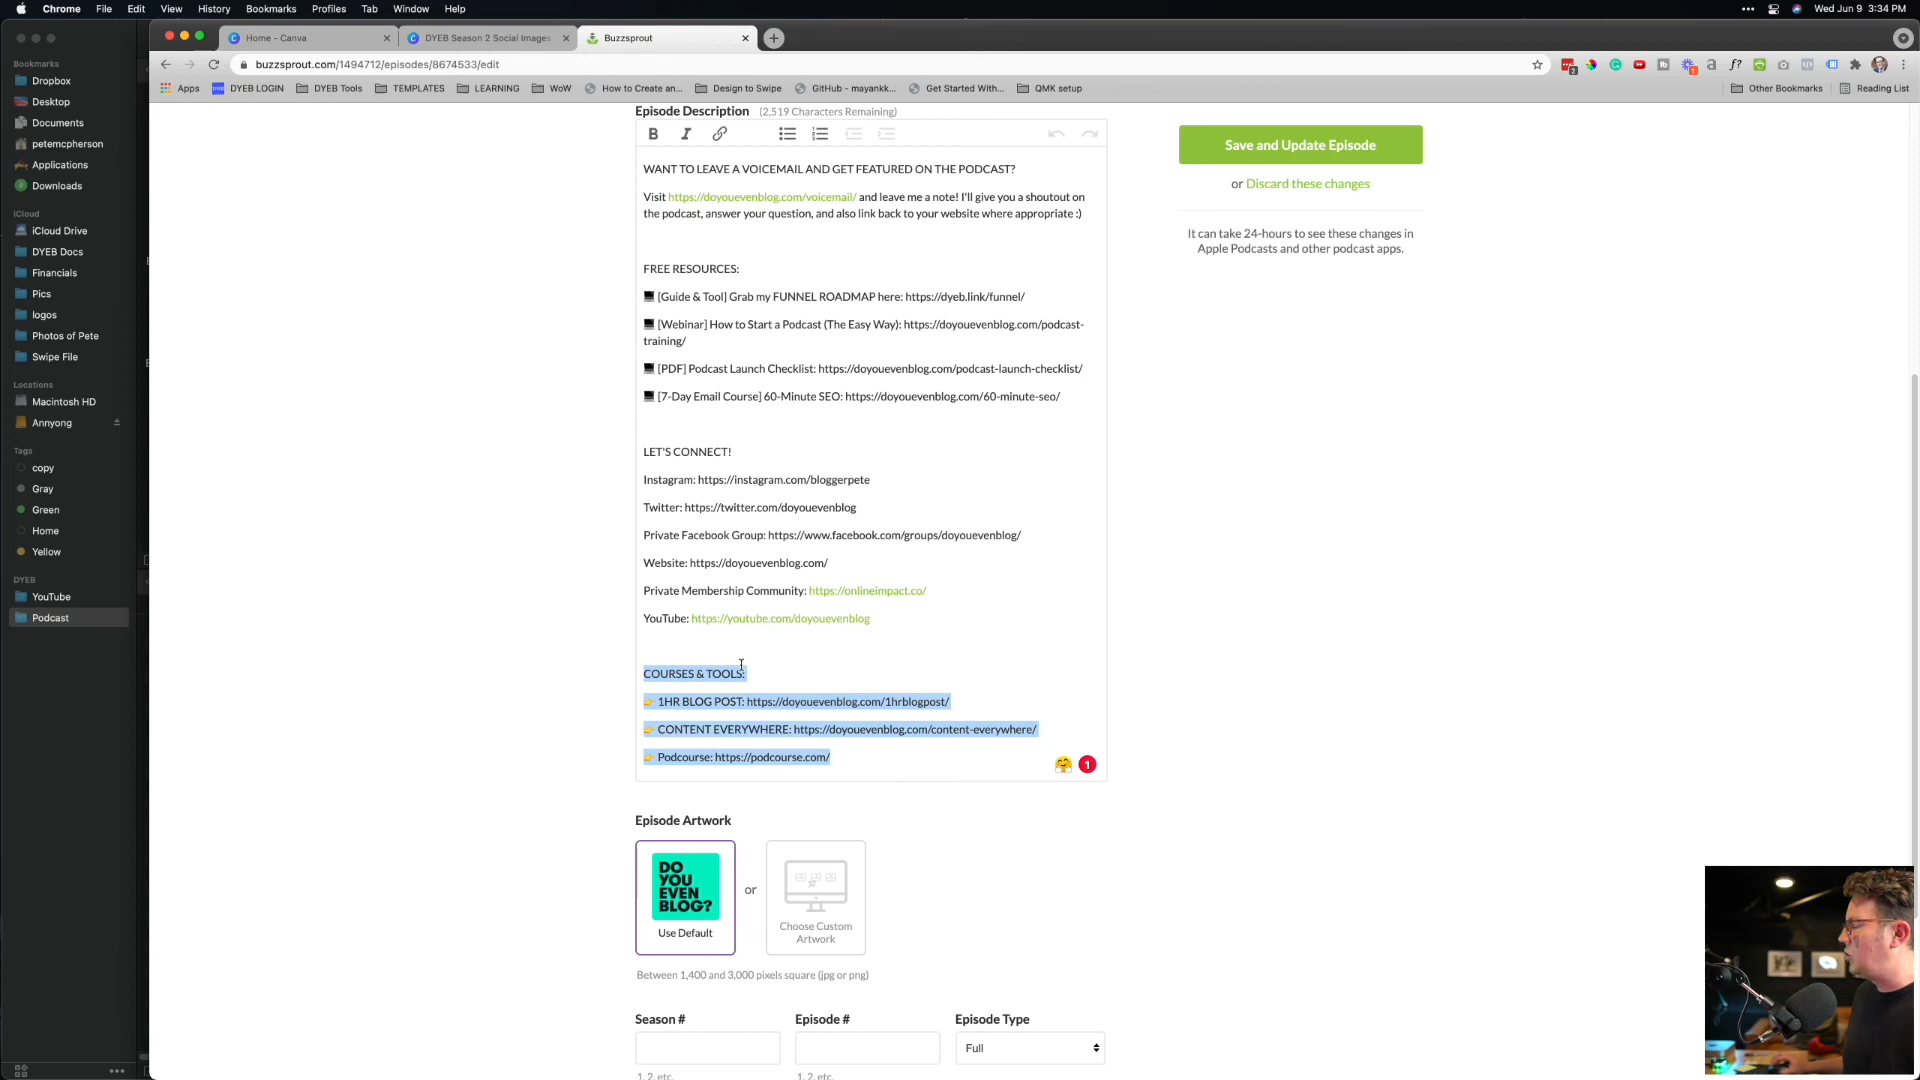 Chrome File Edit View History Bookmarks Profiles Tab Window Help
Wed Jun 9 3:34 PM
Home - Canva
DYEB Season 2 Social Images
Buzzsprout
buzzsprout.com/1494712/episodes/8674533/edit
Apps
DYEB LOGIN
DYEB Tools
TEMPLATES
LEARNING
WoW
How to Create an...
Design to Swipe
GitHub - mayankk...
Get Started With...
QMK setup
Other Bookmarks
Reading List
Bookmarks
Dropbox
Desktop
Documents
petemcpherson
Applications
Downloads
iCloud
iCloud Drive
DYEB Docs
Financials
Pics
logos
Photos of Pete
Swipe File
Locations
Macintosh HD
Annyong
Tags
copy
Gray
Green
Home
Yellow
DYEB
YouTube
Podcast
Episode Description (2,519 Characters Remaining)
WANT TO LEAVE A VOICEMAIL AND GET FEATURED ON THE PODCAST?
Visit https://doyouevenblog.com/voicemail/ and leave me a note! I'll give you a shoutout on
the podcast, answer your question, and also link back to your website where appropriate :)
FREE RESOURCES:
[Guide & Tool] Grab my FUNNEL ROADMAP here: https://dyeb.link/funnel/
[Webinar] How to Start a Podcast (The Easy Way): https://doyouevenblog.com/podcast-
training/
[PDF] Podcast Launch Checklist: https://doyouevenblog.com/podcast-launch-checklist/
[7-Day Email Course] 60-Minute SEO: https://doyouevenblog.com/60-minute-seo/
LET'S CONNECT!
Instagram: https://instagram.com/bloggerpete
Twitter: https://twitter.com/doyouevenblog
Private Facebook Group: https://www.facebook.com/groups/doyouevenblog/
Website: https://doyouevenblog.com/
Private Membership Community: https://onlineimpact.co/
YouTube: https://youtube.com/doyouevenblog
COURSES & TOOLS:
👉 1HR BLOG POST: https://doyouevenblog.com/1hrblogpost/
👉 CONTENT EVERYWHERE: https://doyouevenblog.com/content-everywhere/
👉 Podcourse: https://podcourse.com/
1
Save and Update Episode
or Discard these changes
It can take 24-hours to see these changes in
Apple Podcasts and other podcast apps.
Episode Artwork
DO
YOU
EVEN
BLOG?
Use Default
or
Choose Custom
Artwork
Between 1,400 and 3,000 pixels square (jpg or png)
Season #
Episode #
Episode Type
Full
1, 2, etc.
1, 2, etc.